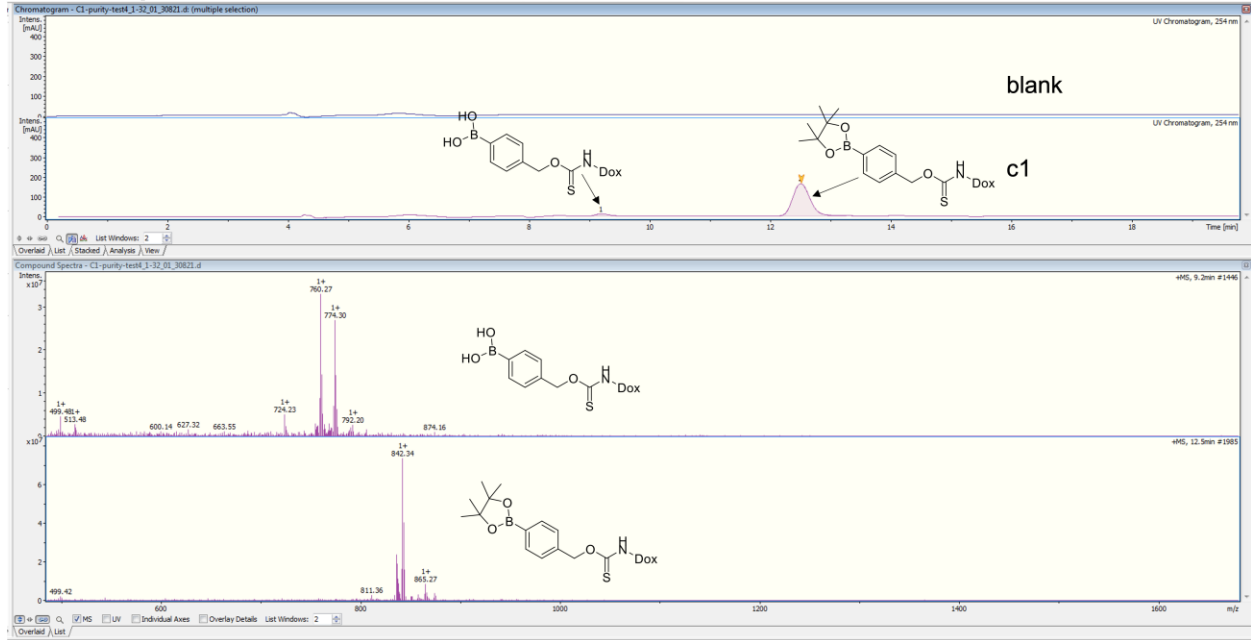 Chromatogram - C1-purity-test4_1-32_01_30821.d: (multiple selection)
Intens.
[mAU]
UV Chromatogram, 254 nm
400
300
200
100
0
blank
Intens.
[mAU]
UV Chromatogram, 254 nm
400
300
200
100
0
HO
HO
B
O
S
H
N
Dox
1
O
O
B
O
S
H
N
Dox
c1
0
2
4
6
8
10
12
14
16
18
Time [min]
List Windows: 2
Overlaid List Stacked Analysis View
Compound Spectra - C1-purity-test4_1-32_01_30821.d
Intens.
x10⁷
+MS, 9.2min #1446
3
2
1
0
1+
499.48
1+
513.48
600.14
627.32
663.55
1+
724.23
1+
760.27
1+
774.30
1+
792.20
874.16
HO
HO
B
O
S
H
N
Dox
x10⁷
+MS, 12.5min #1985
6
4
2
0
499.42
811.36
1+
842.34
1+
865.27
O
O
B
O
S
H
N
Dox
600
800
1000
1200
1400
1600
m/z
MS UV Individual Axes Overlay Details List Windows: 2
Overlaid List